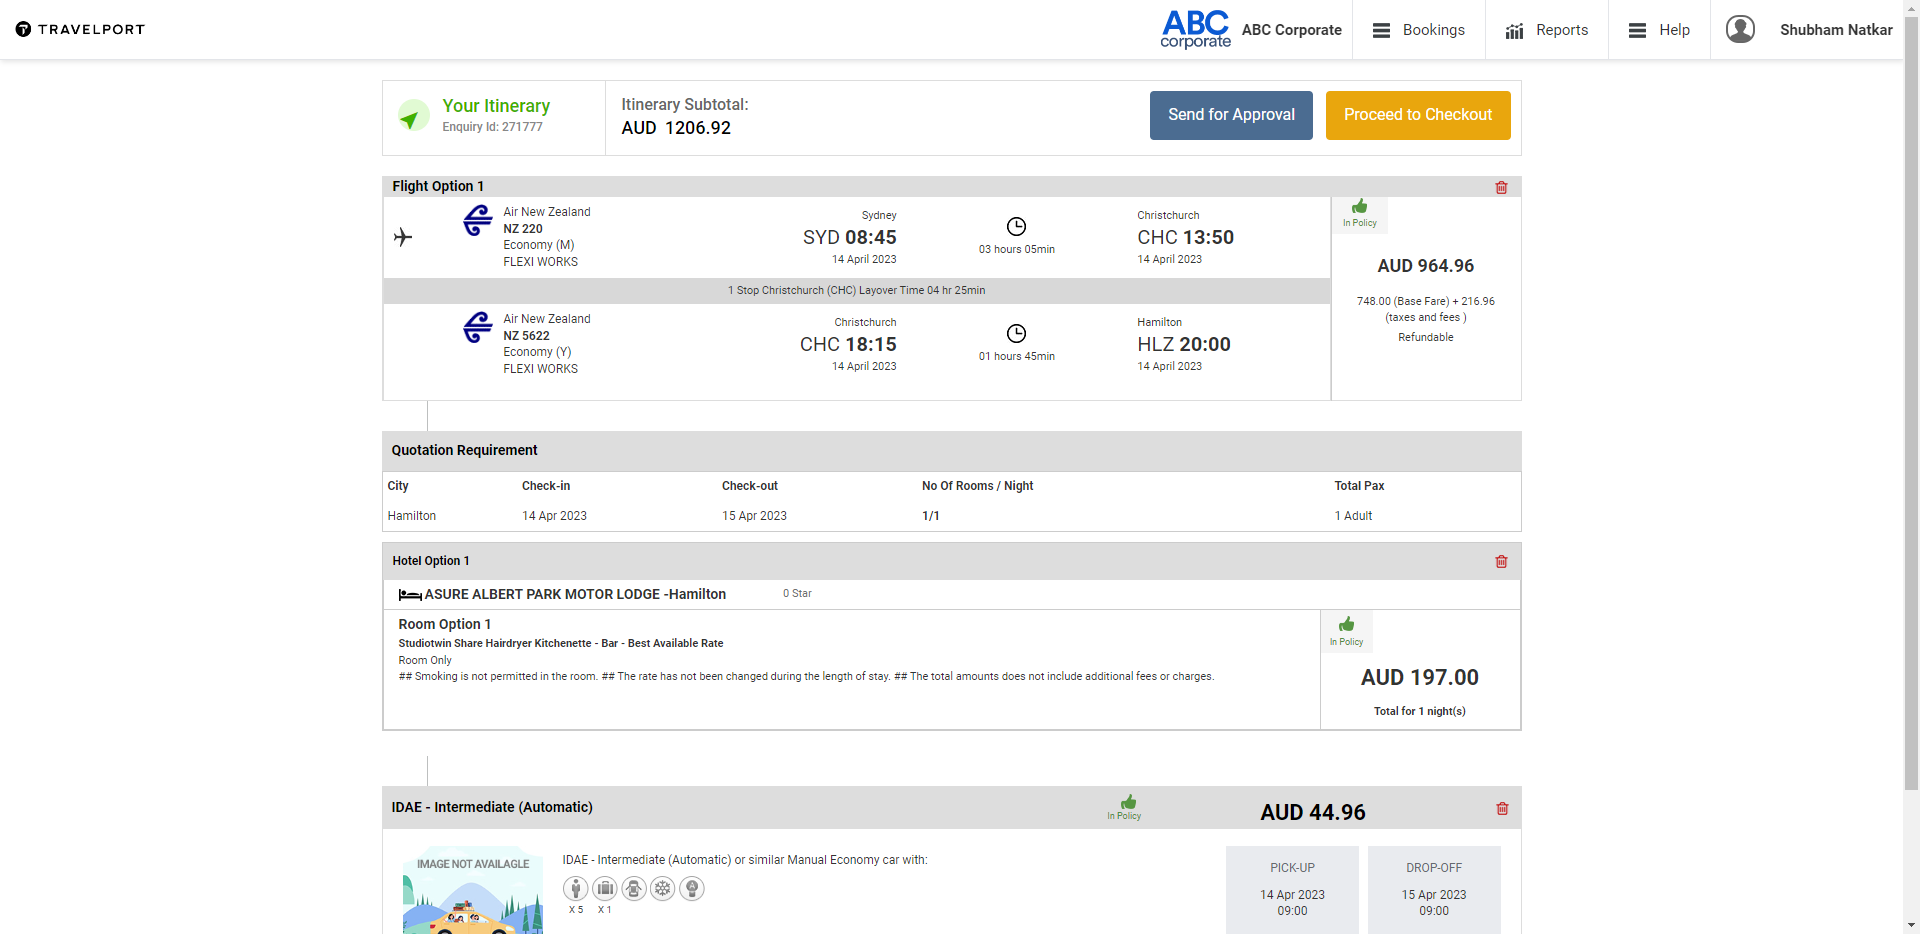 TRAVELPORT
ABC
corporate
ABC Corporate
Bookings
Reports
Help
Shubham Natkar
Your Itinerary
Enquiry Id: 271777
Itinerary Subtotal:
AUD 1206.92
Send for Approval
Proceed to Checkout
Flight Option 1
Air New Zealand
NZ 220
Economy (M)
FLEXI WORKS
Sydney
SYD 08:45
14 April 2023
03 hours 05min
Christchurch
CHC 13:50
14 April 2023
In Policy
AUD 964.96
748.00 (Base Fare) + 216.96
(taxes and fees )
Refundable
1 Stop Christchurch (CHC) Layover Time 04 hr 25min
Air New Zealand
NZ 5622
Economy (Y)
FLEXI WORKS
Christchurch
CHC 18:15
14 April 2023
01 hours 45min
Hamilton
HLZ 20:00
14 April 2023
Quotation Requirement
City Check-in Check-out No Of Rooms / Night Total Pax
Hamilton 14 Apr 2023 15 Apr 2023 1/1 1 Adult
Hotel Option 1
ASURE ALBERT PARK MOTOR LODGE -Hamilton 0 Star
Room Option 1
Studiotwin Share Hairdryer Kitchenette - Bar - Best Available Rate
Room Only
## Smoking is not permitted in the room. ## The rate has not been changed during the length of stay. ## The total amounts does not include additional fees or charges.
In Policy
AUD 197.00
Total for 1 night(s)
IDAE - Intermediate (Automatic)
In Policy
AUD 44.96
IMAGE NOT AVAILAGLE
IDAE - Intermediate (Automatic) or similar Manual Economy car with:
A
X 5 X 1
PICK-UP
14 Apr 2023
09:00
DROP-OFF
15 Apr 2023
09:00